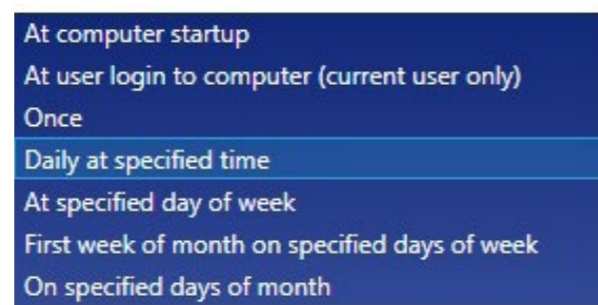 At computer startup
At user login to computer (current user only)
Once
Daily at specified time
At specified day of week
First week of month on specified days of week
On specified days of month